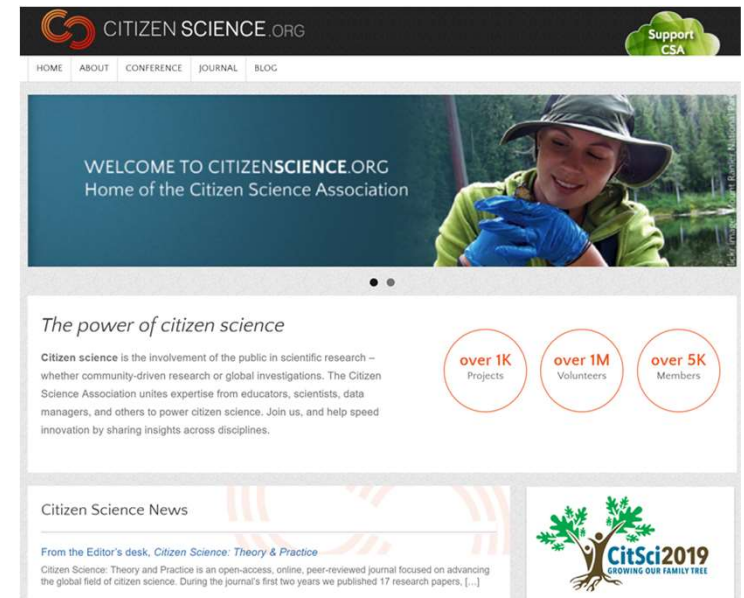 CITIZEN SCIENCE.ORG
Support
CSA
HOME ABOUT CONFERENCE JOURNAL BLOG
WELCOME TO CITIZENSCIENCE.ORG
Home of the Citizen Science Association
The power of citizen science
Citizen science is the involvement of the public in scientific research –
whether community-driven research or global investigations. The Citizen
Science Association unites expertise from educators, scientists, data
managers, and others to power citizen science. Join us, and help speed
innovation by sharing insights across disciplines.
over 1K
Projects
over 1M
Volunteers
over 5K
Members
Citizen Science News
From the Editor's desk, Citizen Science: Theory & Practice
Citizen Science: Theory and Practice is an open-access, online, peer-reviewed journal focused on advancing
the global field of citizen science. During the journal's first two years we published 17 research papers, […]
CitSci2019
GROWING OUR FAMILY TREE